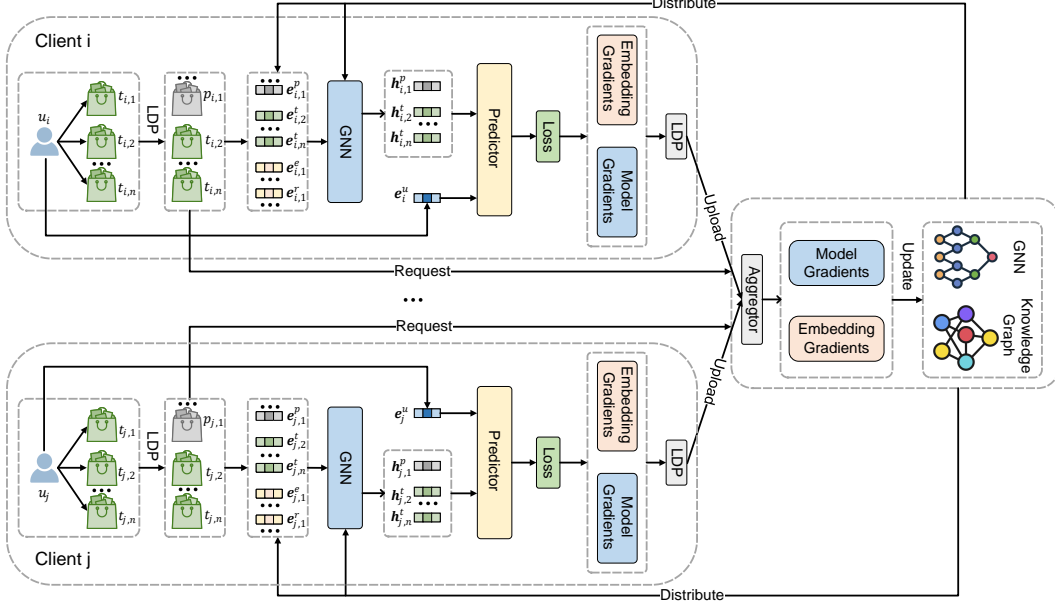 Distribute
Client i
u_i
t_{i,1}
t_{i,2}
...
t_{i,n}
LDP
...
p_{i,1}
t_{i,2}
...
t_{i,n}
...
e^p_{i,1}
e^t_{i,2}
...
e^t_{i,n}
...
e^e_{i,1}
...
e^r_{i,1}
...
GNN
h^p_{i,1}
h^t_{i,2}
...
h^t_{i,n}
e^u_i
Predictor
Loss
Embedding
Gradients
Model
Gradients
LDP
Upload
Request
...
Request
Upload
Aggregtor
Model
Gradients
Embedding
Gradients
Update
GNN
Knowledge
Graph
u_j
t_{j,1}
t_{j,2}
...
t_{j,n}
LDP
...
p_{j,1}
t_{j,2}
...
t_{j,n}
...
e^p_{j,1}
e^t_{j,2}
...
e^t_{j,n}
...
e^e_{j,1}
...
e^r_{j,1}
...
GNN
e^u_j
h^p_{j,1}
h^t_{j,2}
...
h^t_{j,n}
Predictor
Loss
Embedding
Gradients
Model
Gradients
LDP
Client j
Distribute